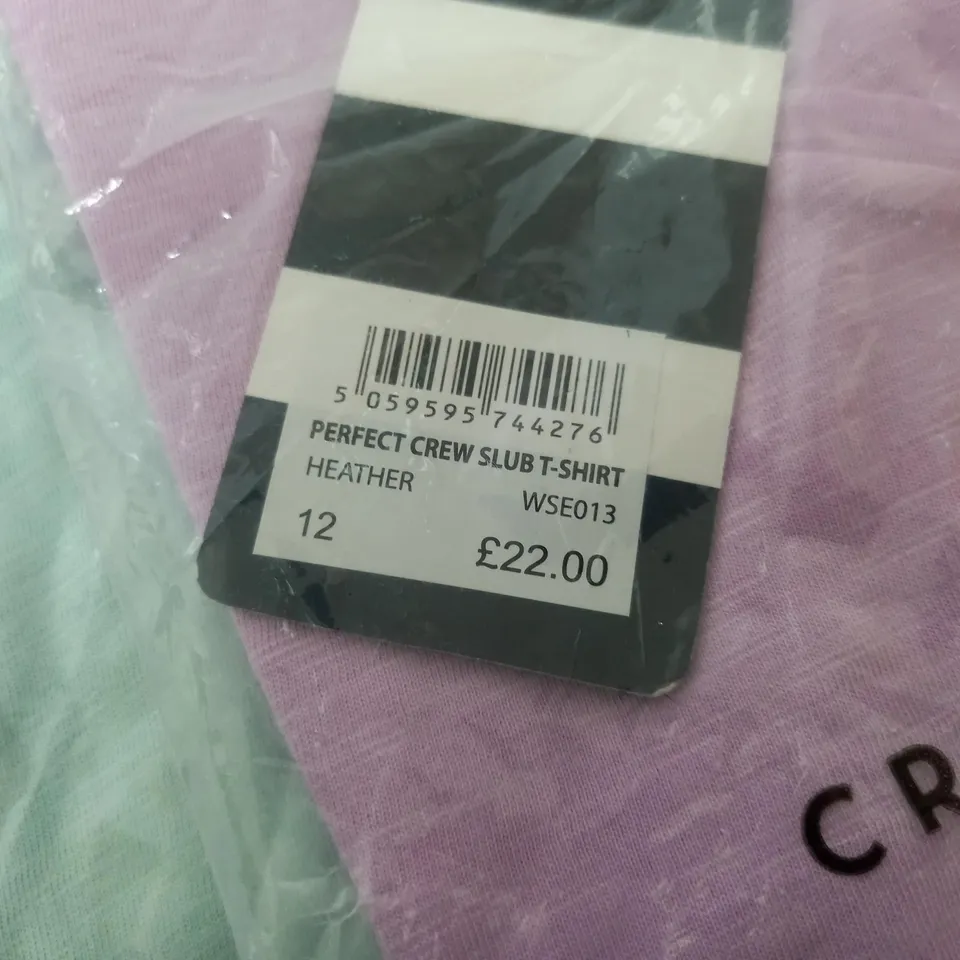 5 059595 744276
PERFECT CREW SLUB T-SHIRT
HEATHER WSE013
12 £22.00
CR